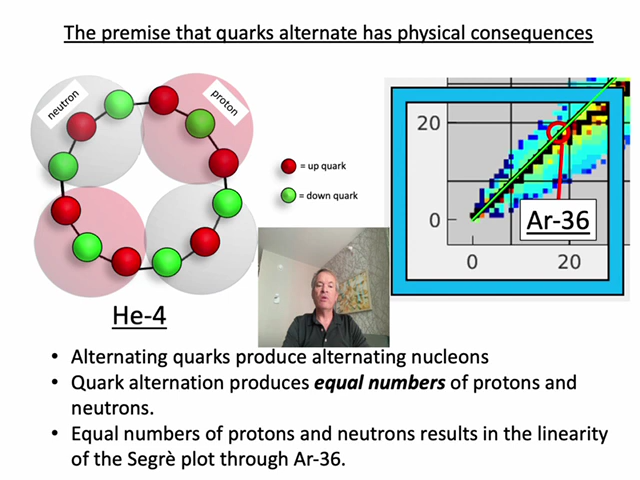 The premise that quarks alternate has physical consequences
neutron
proton
= up quark
= down quark
He-4
20
0
Ar-36
0
20
• Alternating quarks produce alternating nucleons
• Quark alternation produces equal numbers of protons and
neutrons.
• Equal numbers of protons and neutrons results in the linearity
of the Segrè plot through Ar-36.